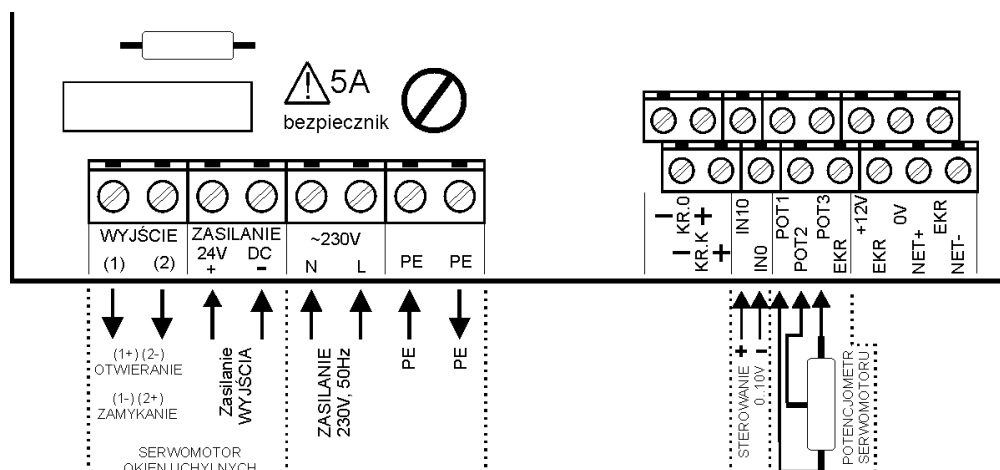 5A
bezpiecznik
WYJŚCIE
(1) (2)
ZASILANIE
24V DC
+ -
~230V
N L
PE PE
(1+) (2-)
OTWIERANIE
(1-) (2+)
ZAMYKANIE
SERWOMOTOR
OKIEN UCHYLNYCH
Zasilanie
WYJŚCIA
ZASILANIE
230V, 50Hz
PE
PE
- KR.0 +
- KR.K +
IN10
IN0
POT1
POT2
POT3
EKR
+12V
EKR
0V
NET+
EKR
NET-
+ -
STEROWANIE
0..10V
POTENCJOMETR
SERWOMOTORU